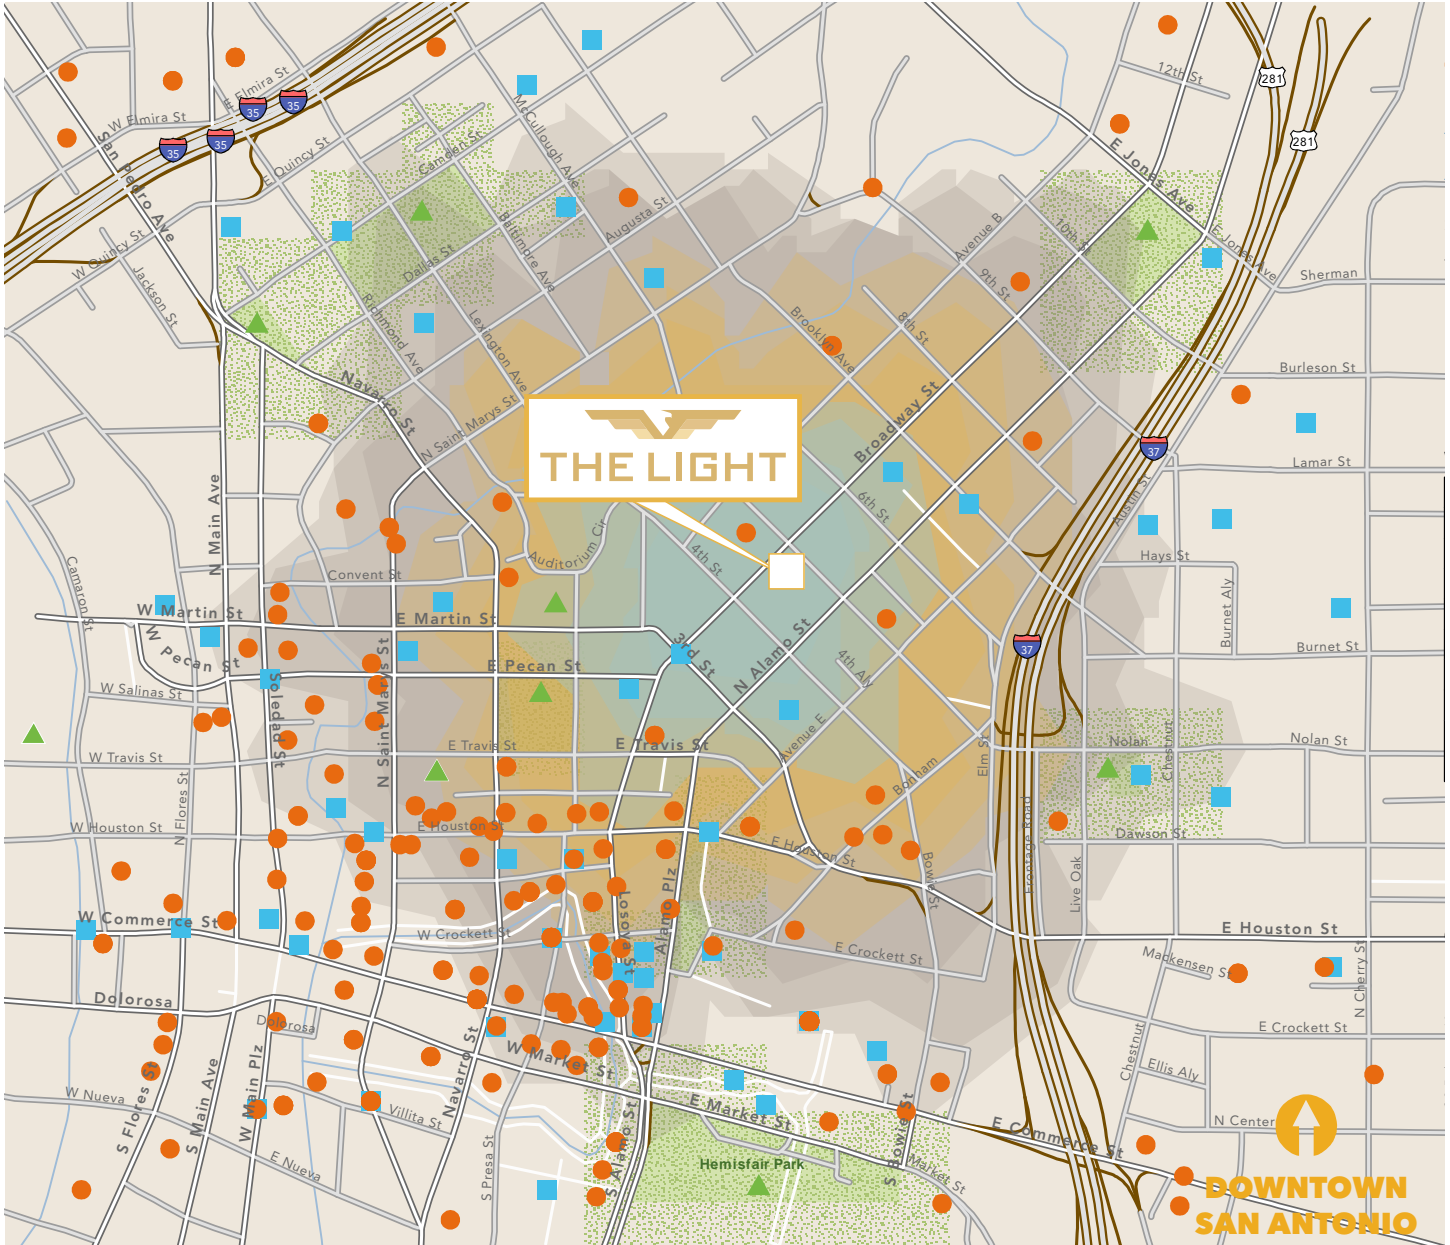 12th St
281
E Elmira St
35
35
W Elmira St
35
35
281
McCullough Ave
San Pedro Ave
E Quincy St
Camden St
E Jones Ave
Augusta St
Baltimore Ave
Avenue B
10th St
E Jones Ave
W Quincy St
Jackson St
Dallas St
9th St
Sherman
Richmond Ave
Lexington Ave
Brooklyn Ave
8th St
Burleson St
Navarro St
N Saint Marys St
Broadway St
THE LIGHT
37
Lamar St
Austin St
N Main Ave
6th St
Auditorium Cir
4th St
Hays St
Camaron St
Convent St
Burnet Aly
W Martin St
E Martin St
W Pecan St
3rd St
N Alamo St
37
Burnet St
E Pecan St
4th Aly
W Salinas St
Soledad St
N Saint Marys St
E Travis St
E Travis St
Avenue E
Elm St
Nolan
Chestnut
Nolan St
W Travis St
Bonham
W Houston St
N Flores St
E Houston St
E Houston St
Frontage Road
Dawson St
Live Oak
Bowie St
Losoya St
Alamo Plz
W Commerce St
W Crockett St
E Crockett St
E Houston St
Mackensen St
N Cherry St
Dolorosa
Dolorosa
E Crockett St
Chestnut
Ellis Aly
W Market St
Navarro St
S Flores St
S Main Ave
W Main Plz
W Nueva
Villita St
E Market St
S Bowie St
E Commerce St
N Center
E Nueva
S Presa St
S Alamo St
Hemisfair Park
Market St
DOWNTOWN
SAN ANTONIO